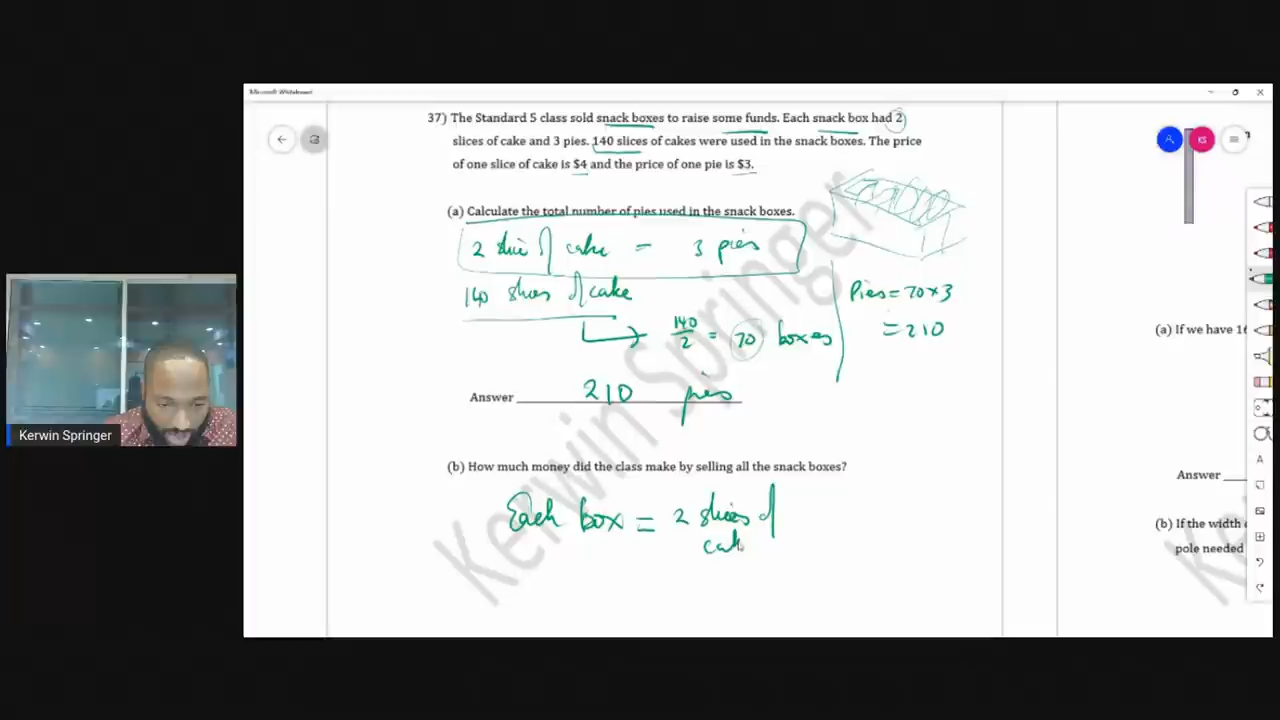 Microsoft Whiteboard
37) The Standard 5 class sold snack boxes to raise some funds. Each snack box had 2
slices of cake and 3 pies. 140 slices of cakes were used in the snack boxes. The price
of one slice of cake is $4 and the price of one pie is $3.
(a) Calculate the total number of pies used in the snack boxes.
2 slice of cake = 3 pies
140 slices of cake
140/2 = 70 boxes
Pies = 70 x 3
= 210
Answer 210 pies
(b) How much money did the class make by selling all the snack boxes?
Each box = 2 slices of
cak
Kerwin Springer
Kerwin Springer
(a) If we have 16
Answer
(b) If the width
pole needed